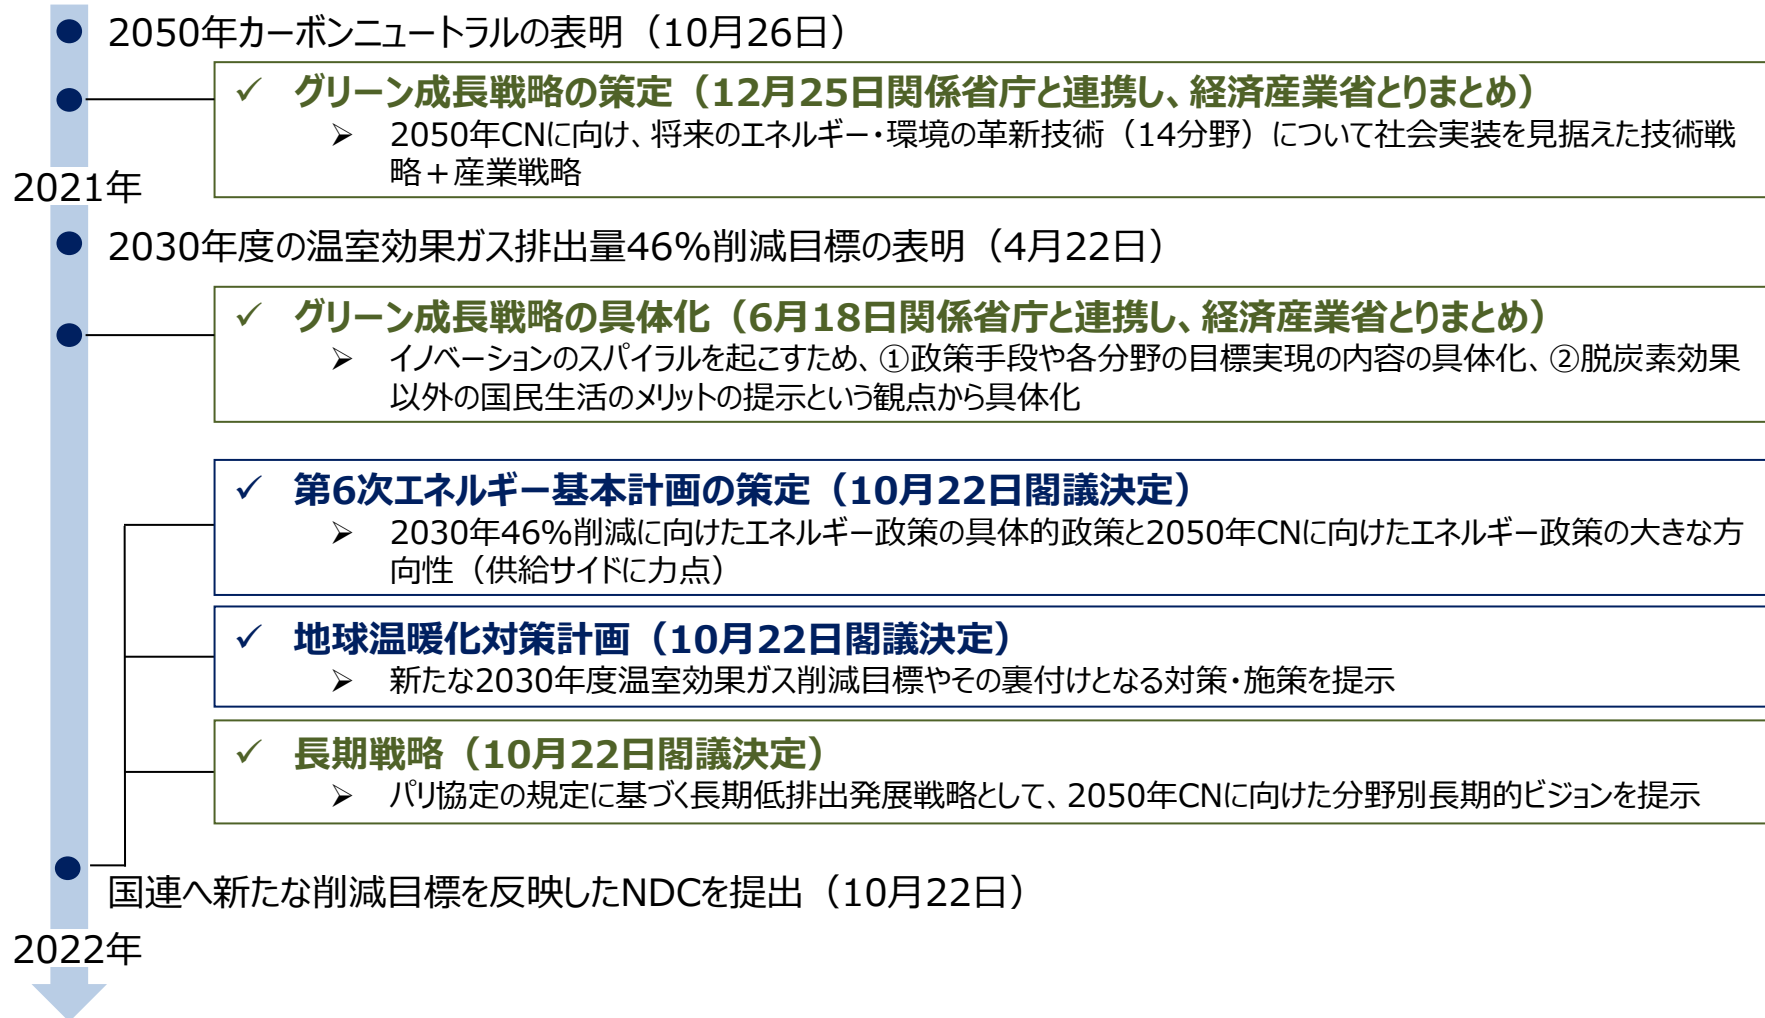 2050年カーボンニュートラルの表明（10月26日）
✓ グリーン成長戦略の策定（12月25日関係省庁と連携し、経済産業省とりまとめ）
➢ 2050年CNに向け、将来のエネルギー・環境の革新技術（14分野）について社会実装を見据えた技術戦
略＋産業戦略
2021年
2030年度の温室効果ガス排出量46%削減目標の表明（4月22日）
✓ グリーン成長戦略の具体化（6月18日関係省庁と連携し、経済産業省とりまとめ）
➢ イノベーションのスパイラルを起こすため、①政策手段や各分野の目標実現の内容の具体化、②脱炭素効果
以外の国民生活のメリットの提示という観点から具体化
✓ 第6次エネルギー基本計画の策定（10月22日閣議決定）
➢ 2030年46%削減に向けたエネルギー政策の具体的政策と2050年CNに向けたエネルギー政策の大きな方
向性（供給サイドに力点）
✓ 地球温暖化対策計画（10月22日閣議決定）
➢ 新たな2030年度温室効果ガス削減目標やその裏付けとなる対策・施策を提示
✓ 長期戦略（10月22日閣議決定）
➢ パリ協定の規定に基づく長期低排出発展戦略として、2050年CNに向けた分野別長期的ビジョンを提示
国連へ新たな削減目標を反映したNDCを提出（10月22日）
2022年